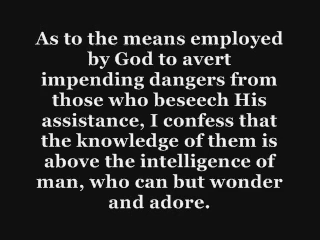 As to the means employed
by God to avert
impending dangers from
those who beseech His
assistance, I confess that
the knowledge of them is
above the intelligence of
man, who can but wonder
and adore.